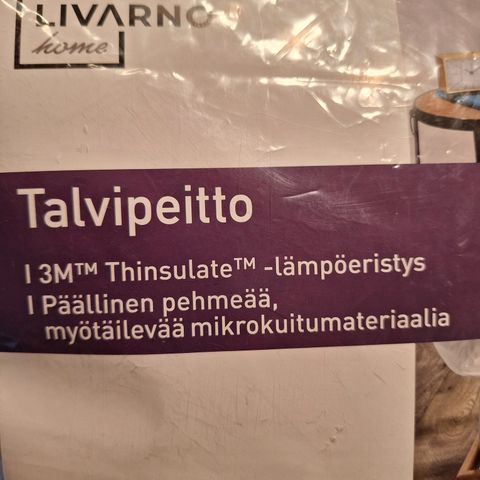 LIVARNO
home
Talvipeitto
I 3M™ Thinsulate™ -lämpöeristys
I Päällinen pehmeää,
myötäilevää mikrokuitumateriaalia